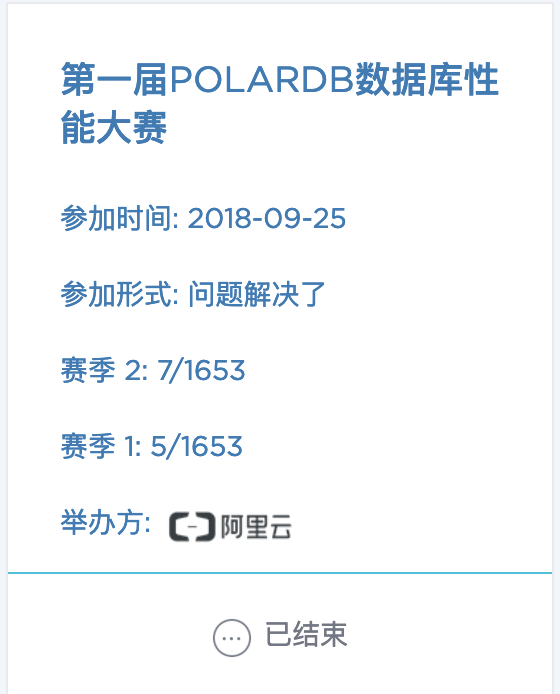 第一届POLARDB数据库性
能大赛
参加时间: 2018-09-25
参加形式: 问题解决了
赛季 2: 7/1653
赛季 1: 5/1653
举办方: 阿里云
已结束